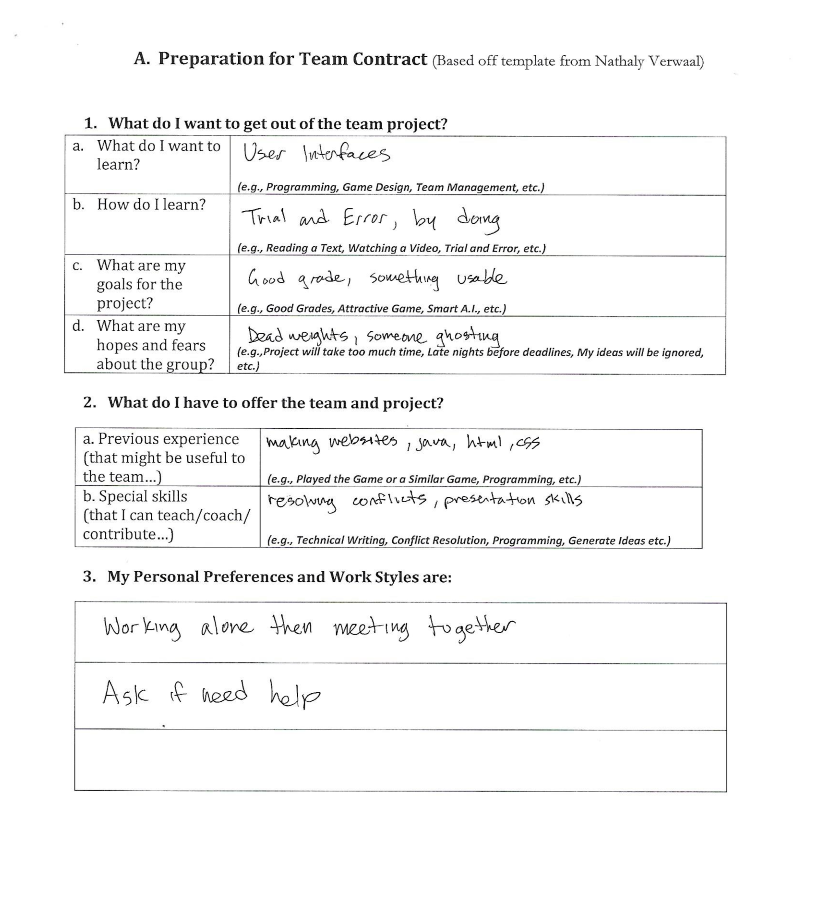 A. Preparation for Team Contract (Based off template from Nathaly Verwaal)
1. What do I want to get out of the team project?
a. What do I want to learn?
User Interfaces
(e.g., Programming, Game Design, Team Management, etc.)
b. How do I learn?
Trial and Error, by doing
(e.g., Reading a Text, Watching a Video, Trial and Error, etc.)
c. What are my
goals for the
project?
Good grade, something usable
(e.g., Good Grades, Attractive Game, Smart A.I., etc.)
d. What are my
hopes and fears
about the group?
Dead weights, someone ghosting
(e.g.,Project will take too much time, Late nights before deadlines, My ideas will be ignored,
etc.)
2. What do I have to offer the team and project?
a. Previous experience
(that might be useful to
the team...)
making websites, java, html, css
(e.g., Played the Game or a Similar Game, Programming, etc.)
b. Special skills
(that I can teach/coach/
contribute...)
resolving conflicts, presentation skills
(e.g., Technical Writing, Conflict Resolution, Programming, Generate Ideas etc.)
3. My Personal Preferences and Work Styles are:
Working alone then meeting together
Ask if need help